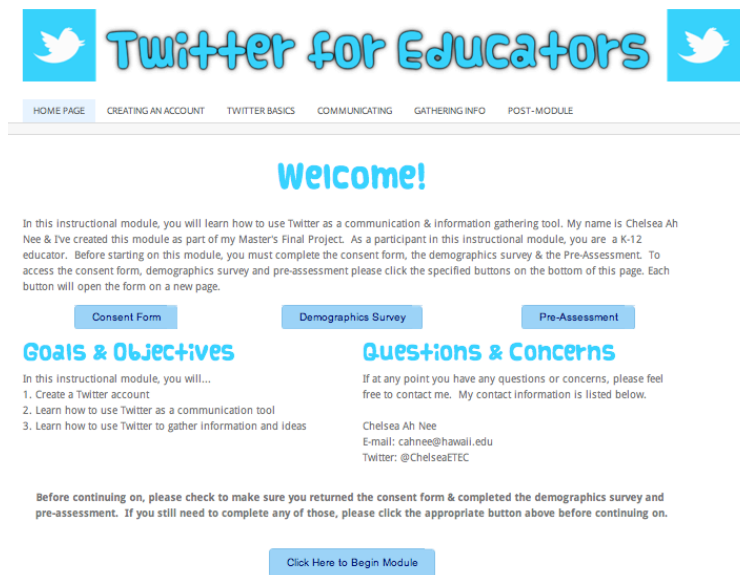 Twitter for Educators
HOME PAGE CREATING AN ACCOUNT TWITTER BASICS COMMUNICATING GATHERING INFO POST-MODULE
Welcome!
In this instructional module, you will learn how to use Twitter as a communication & information gathering tool. My name is Chelsea Ah
Nee & I've created this module as part of my Master's Final Project. As a participant in this instructional module, you are a K-12
educator. Before starting on this module, you must complete the consent form, the demographics survey & the Pre-Assessment. To
access the consent form, demographics survey and pre-assessment please click the specified buttons on the bottom of this page. Each
button will open the form on a new page.
Consent Form Demographics Survey Pre-Assessment
Goals & Objectives
In this instructional module, you will...
1. Create a Twitter account
2. Learn how to use Twitter as a communication tool
3. Learn how to use Twitter to gather information and ideas
Questions & Concerns
If at any point you have any questions or concerns, please feel
free to contact me. My contact information is listed below.
Chelsea Ah Nee
E-mail: cahnee@hawaii.edu
Twitter: @ChelseaETEC
Before continuing on, please check to make sure you returned the consent form & completed the demographics survey and
pre-assessment. If you still need to complete any of those, please click the appropriate button above before continuing on.
Click Here to Begin Module